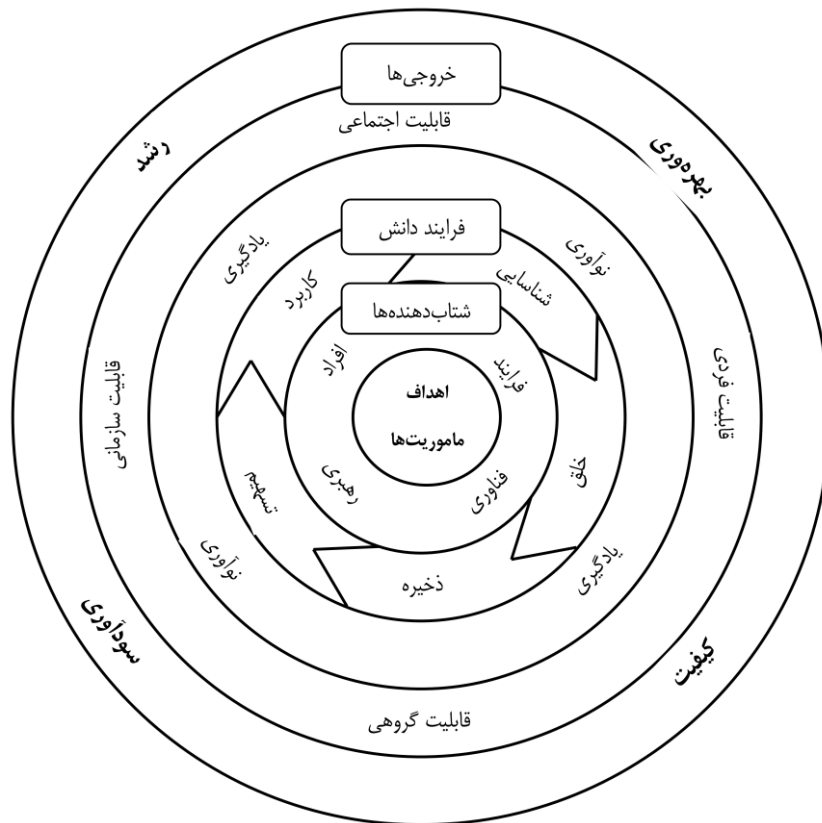 خروجی‌ها
قابلیت اجتماعی
رشد
بهره‌وری
فرایند دانش
یادگیری
نوآوری
کاربرد
شناسایی
شتاب‌دهنده‌ها
افراد
فرایند
اهداف
ماموریت‌ها
قابلیت سازمانی
قابلیت فردی
تسهیم
رهبری
فناوری
خلق
نوآوری
ذخیره
یادگیری
سودآوری
کیفیت
قابلیت گروهی